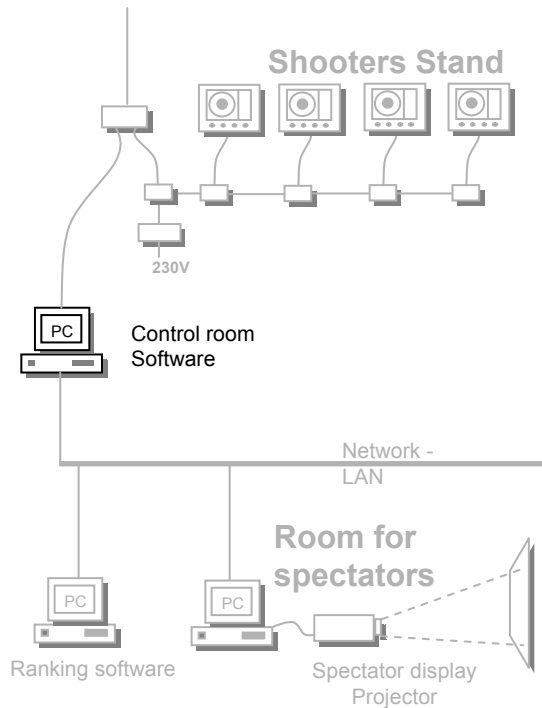 Shooters Stand
230V
PC
Control room
Software
Network -
LAN
Room for
spectators
PC
PC
Ranking software
Spectator display
Projector